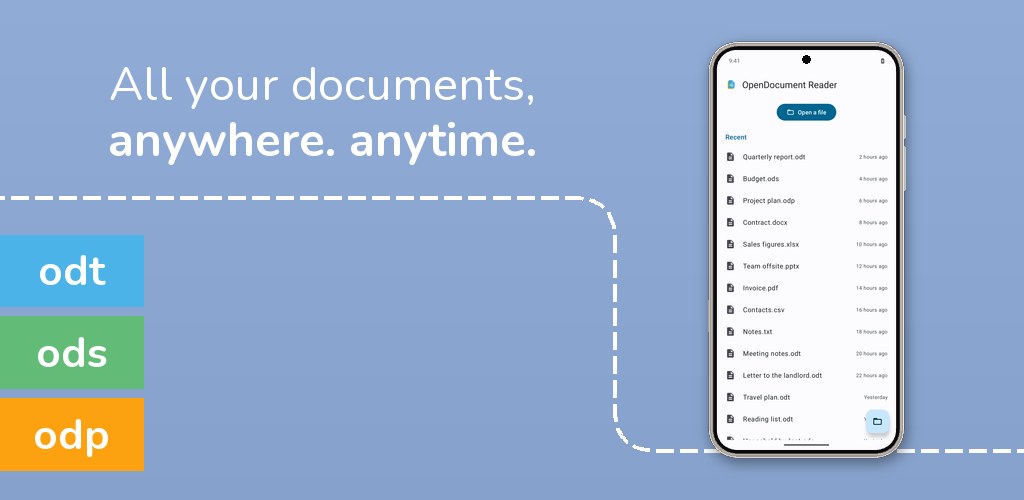 All your documents,
anywhere. anytime.
odt
ods
odp
9:41
OpenDocument Reader
Open a file
Recent
Quarterly report.odt 2 hours ago
Budget.ods 4 hours ago
Project plan.odp 6 hours ago
Contract.docx 8 hours ago
Sales figures.xlsx 10 hours ago
Team offsite.pptx 12 hours ago
Invoice.pdf 14 hours ago
Contacts.csv 16 hours ago
Notes.txt 18 hours ago
Meeting notes.odt 20 hours ago
Letter to the landlord.odt 22 hours ago
Travel plan.odt Yesterday
Reading list.odt